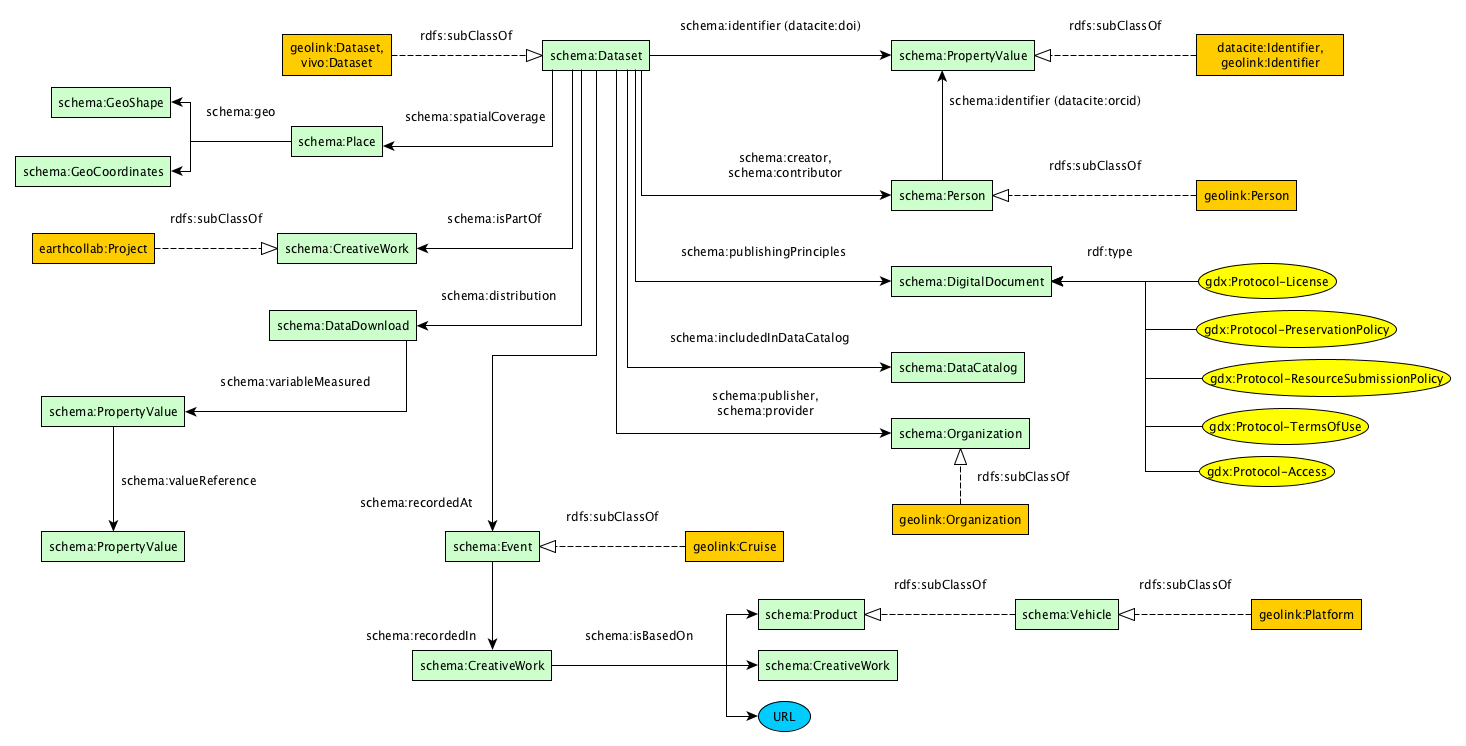 schema:identifier (datacite:doi)
rdfs:subClassOf
rdfs:subClassOf
geolink:Dataset,
vivo:Dataset
schema:Dataset
schema:PropertyValue
datacite:Identifier,
geolink:Identifier
schema:GeoShape
schema:geo
schema:spatialCoverage
schema:identifier (datacite:orcid)
schema:Place
schema:GeoCoordinates
schema:creator,
schema:contributor
rdfs:subClassOf
schema:Person
geolink:Person
rdfs:subClassOf
schema:isPartOf
earthcollab:Project
schema:CreativeWork
schema:publishingPrinciples
rdf:type
schema:DigitalDocument
gdx:Protocol-License
schema:distribution
schema:DataDownload
gdx:Protocol-PreservationPolicy
schema:includedInDataCatalog
schema:DataCatalog
gdx:Protocol-ResourceSubmissionPolicy
schema:variableMeasured
schema:PropertyValue
schema:publisher,
schema:provider
schema:Organization
gdx:Protocol-TermsOfUse
rdfs:subClassOf
gdx:Protocol-Access
schema:valueReference
schema:recordedAt
rdfs:subClassOf
geolink:Organization
schema:PropertyValue
schema:Event
geolink:Cruise
rdfs:subClassOf
rdfs:subClassOf
schema:Product
schema:Vehicle
geolink:Platform
schema:recordedIn
schema:isBasedOn
schema:CreativeWork
schema:CreativeWork
URL